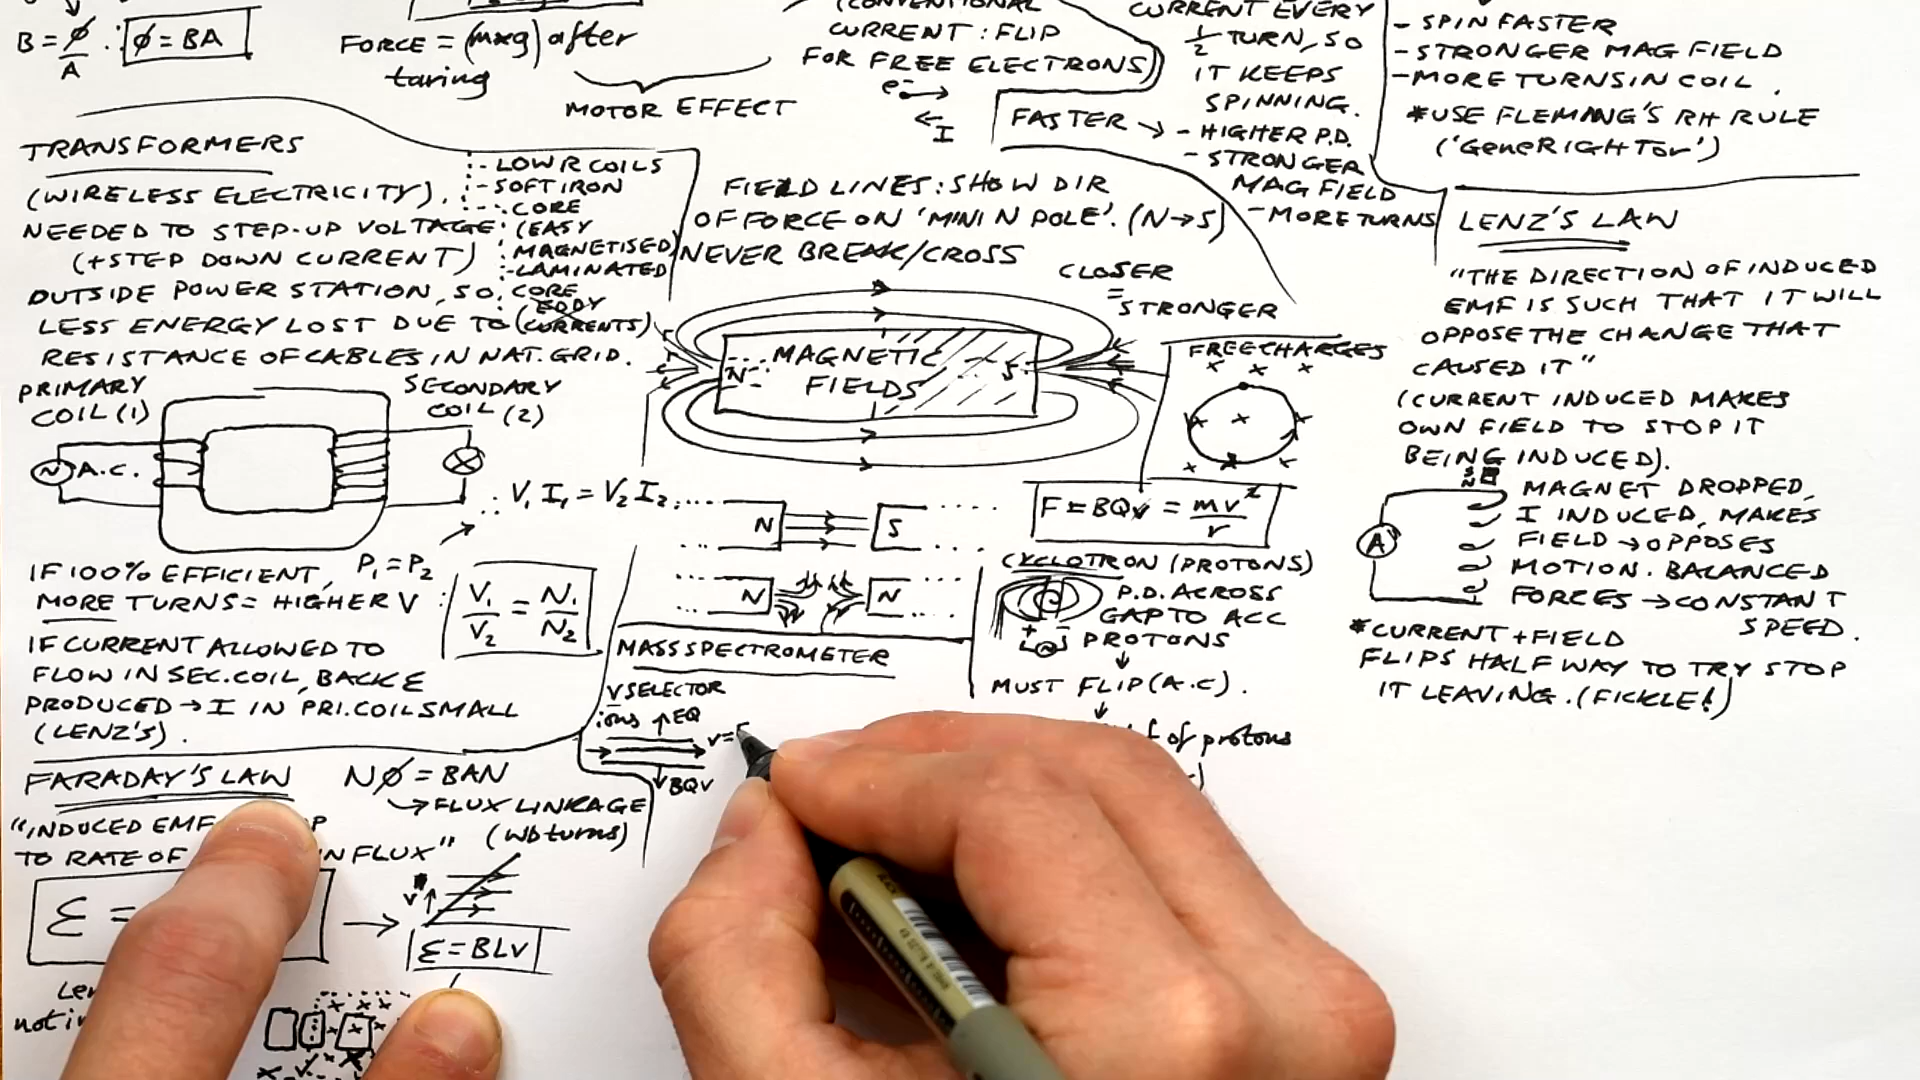 B = φ/A ∴ φ = BA
FORCE = (m×g) after
taring
MOTOR EFFECT
(CONVENTIONAL
CURRENT: FLIP
FOR FREE ELECTRONS)
e⁻ →
← I
CURRENT EVERY
1/2 TURN, SO
IT KEEPS
SPINNING.
FASTER → - HIGHER P.D.
- STRONGER
MAG FIELD
- MORE TURNS
- SPIN FASTER
- STRONGER MAG FIELD
- MORE TURNS IN COIL.
*USE FLEMING'S RH RULE
('GeneRIGHTor')
TRANSFORMERS
(WIRELESS ELECTRICITY).
NEEDED TO STEP-UP VOLTAGE
(+STEP DOWN CURRENT)
OUTSIDE POWER STATION, SO
LESS ENERGY LOST DUE TO
RESISTANCE OF CABLES IN NAT. GRID.
- LOW R COILS
- SOFT IRON
CORE
(EASY
MAGNETISED)
- LAMINATED
CORE
(EDDY
CURRENTS)
PRIMARY
COIL (1)
SECONDARY
COIL (2)
A.C.
∴ V₁I₁ = V₂I₂
IF 100% EFFICIENT, P₁ = P₂
MORE TURNS = HIGHER V :
V₁/V₂ = N₁/N₂
IF CURRENT ALLOWED TO
FLOW IN SEC. COIL, BACK ε
PRODUCED → I IN PRI. COIL SMALL
(LENZ'S).
FARADAY'S LAW
Nφ = BAN
→ FLUX LINKAGE
(Wb turns)
"INDUCED EMF
TO RATE OF IN FLUX"
ε =
v
ε = BLv
not in
FIELD LINES: SHOW DIR
OF FORCE ON 'MINI N POLE'. (N→S)
NEVER BREAK/CROSS
CLOSER
=
STRONGER
N MAGNETIC S
FIELDS
N S
N N
FREE CHARGES
F = BQv = mv²/r
CYCLOTRON (PROTONS)
P.D. ACROSS
GAP TO ACC
PROTONS
+ -
↓
MUST FLIP (A.C).
↓
f of protons
MASS SPECTROMETER
V SELECTOR
ions ↑EQ
v=
↓BQv
LENZ'S LAW
"THE DIRECTION OF INDUCED
EMF IS SUCH THAT IT WILL
OPPOSE THE CHANGE THAT
CAUSED IT"
(CURRENT INDUCED MAKES
OWN FIELD TO STOP IT
BEING INDUCED).
S
N
A
MAGNET DROPPED,
I INDUCED, MAKES
FIELD → OPPOSES
MOTION. BALANCED
FORCES → CONSTANT
SPEED.
*CURRENT + FIELD
FLIPS HALF WAY TO TRY STOP
IT LEAVING. (FICKLE!)